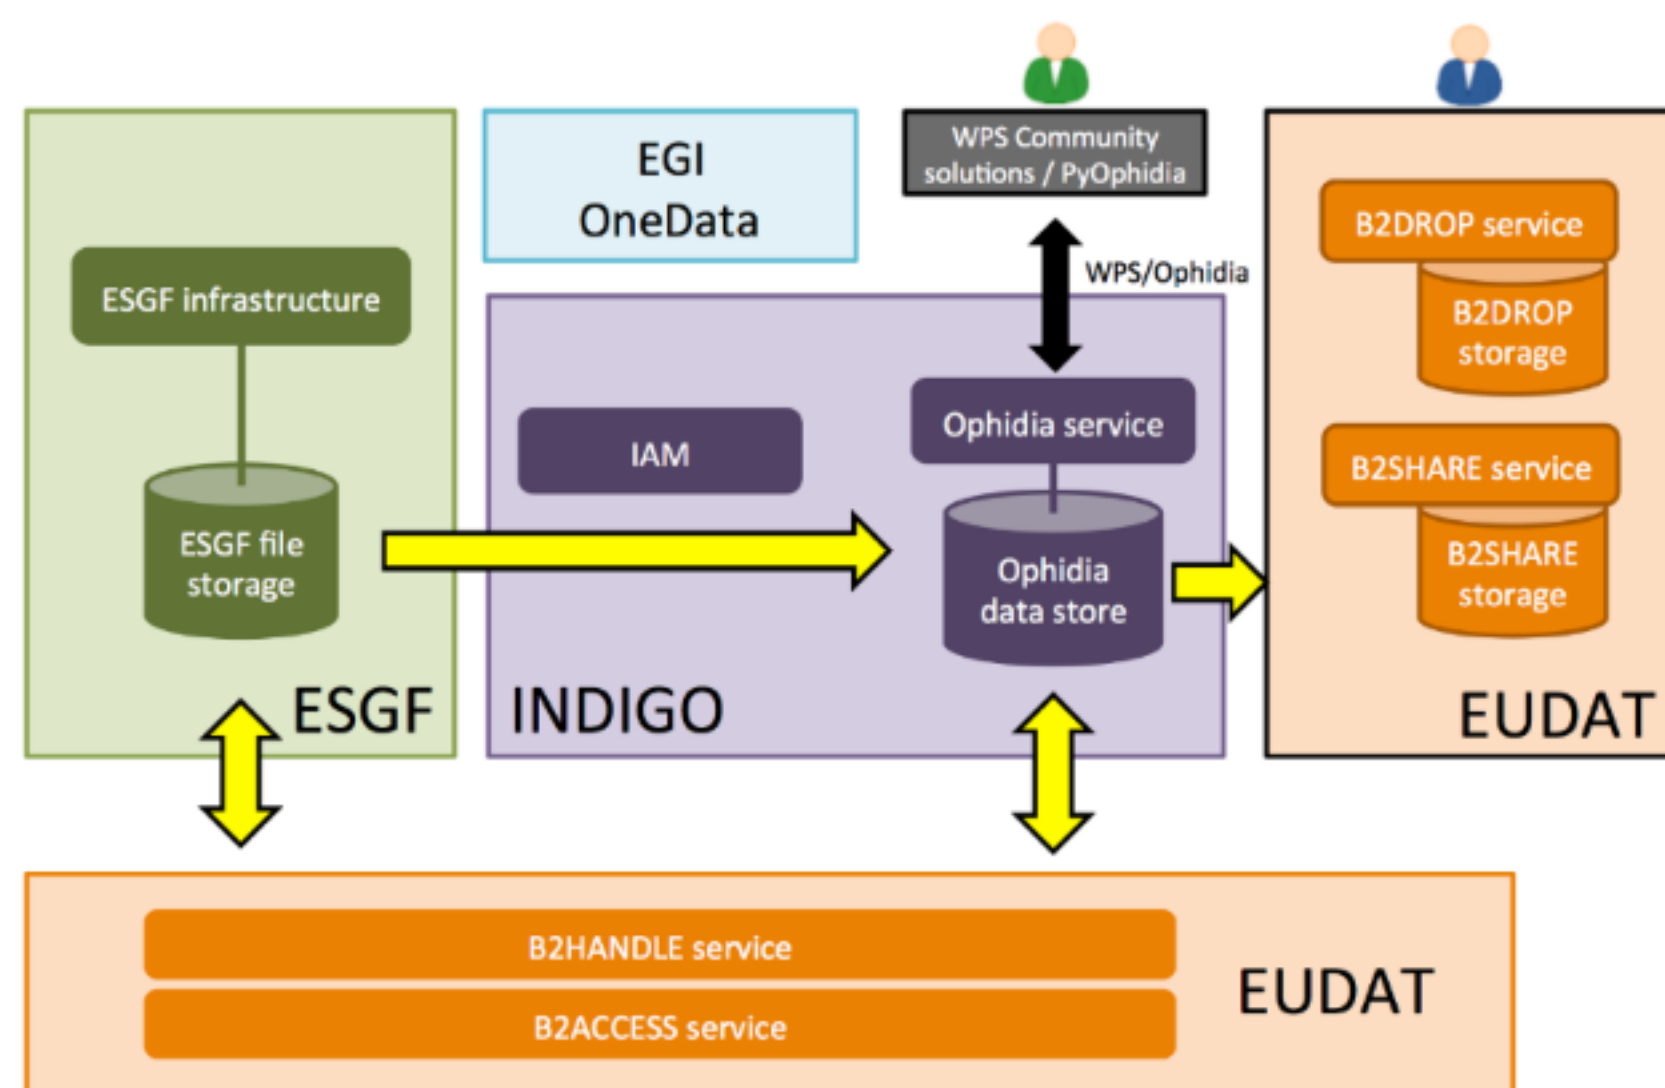 EGI
OneData
WPS Community
solutions / PyOphidia
WPS/Ophidia
ESGF infrastructure
ESGF file
storage
ESGF
IAM
Ophidia service
Ophidia
data store
INDIGO
B2DROP service
B2DROP
storage
B2SHARE service
B2SHARE
storage
EUDAT
B2HANDLE service
B2ACCESS service
EUDAT